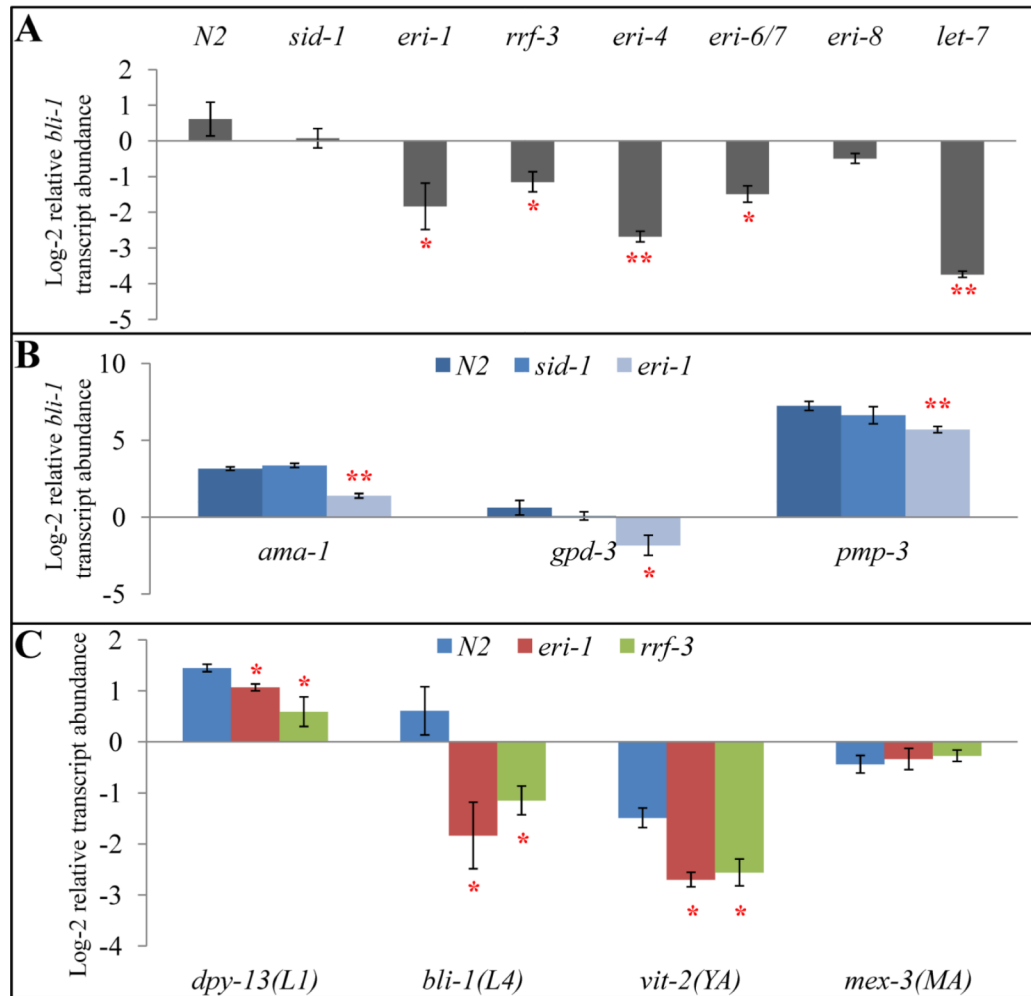 A
N2 sid-1 eri-1 rrf-3 eri-4 eri-6/7 eri-8 let-7
Log-2 relative bli-1
transcript abundance
2
1
0
-1
-2
-3
-4
-5
*
*
**
*
**
B
N2 sid-1 eri-1
Log-2 relative bli-1
transcript abundance
10
5
0
-5
**
*
**
ama-1 gpd-3 pmp-3
C
N2 eri-1 rrf-3
Log-2 relative transcript abundance
2
1
0
-1
-2
-3
-4
* *
* *
* *
dpy-13(L1) bli-1(L4) vit-2(YA) mex-3(MA)